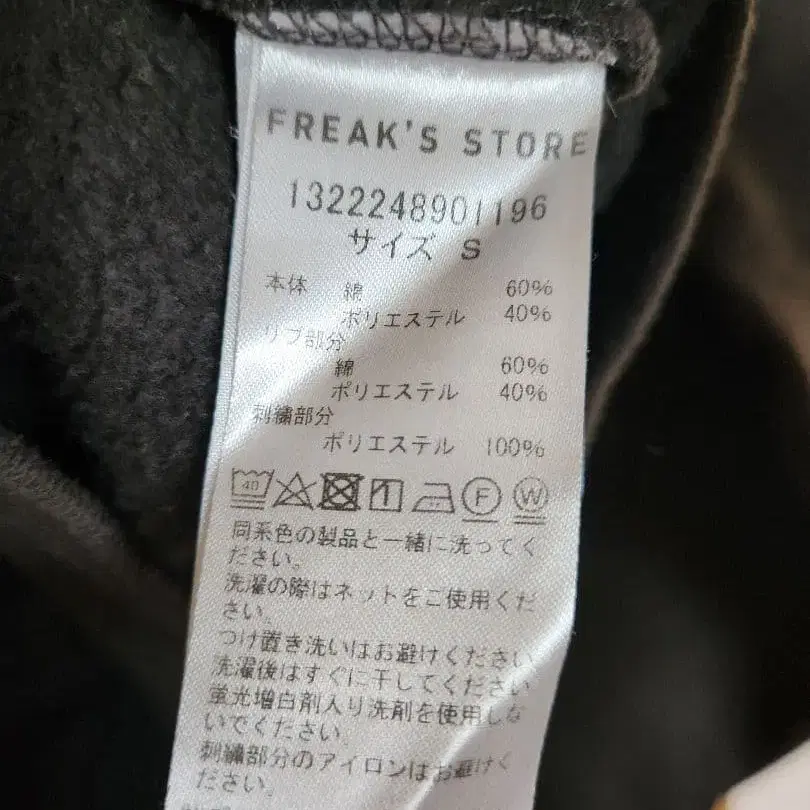 FREAK'S STORE
1322248901196
サイズ S
本体 綿 60%
ポリエステル 40%
リブ部分
綿 60%
ポリエステル 40%
刺繍部分
ポリエステル 100%
40 F W
同系色の製品と一緒に洗ってく
ださい。
洗濯の際はネットをご使用くだ
さい。
つけ置き洗いはお避けください。
洗濯後はすぐに干してください
蛍光増白剤入り洗剤を使用しな
いでください。
刺繍部分のアイロンはお避けく
ださい。